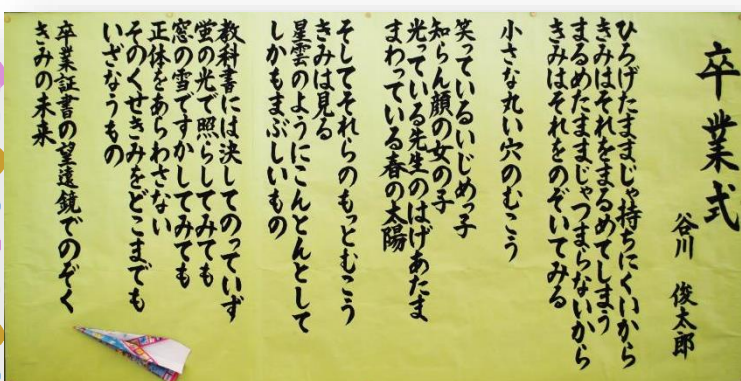 卒業式
谷川 俊太郎
ひろげたままじゃ持ちにくいから
きみはそれをまるめてしまう
まるめたままじゃつまらないから
きみはそれをのぞいてみる
小さな丸い穴のむこう
笑っているいじめっ子
知らん顔の女の子
光っている先生のはげあたま
まわっている春の太陽
そしてそれらのもっとむこう
きみは見る
星雲のようにこんとんとして
しかもまぶしいもの
教科書には決してのっていず
蛍の光で照らしてみても
窓の雪ですかしてみても
正体をあらわさない
そのくせきみをどこまでも
いざなうもの
卒業証書の望遠鏡でのぞく
きみの未来